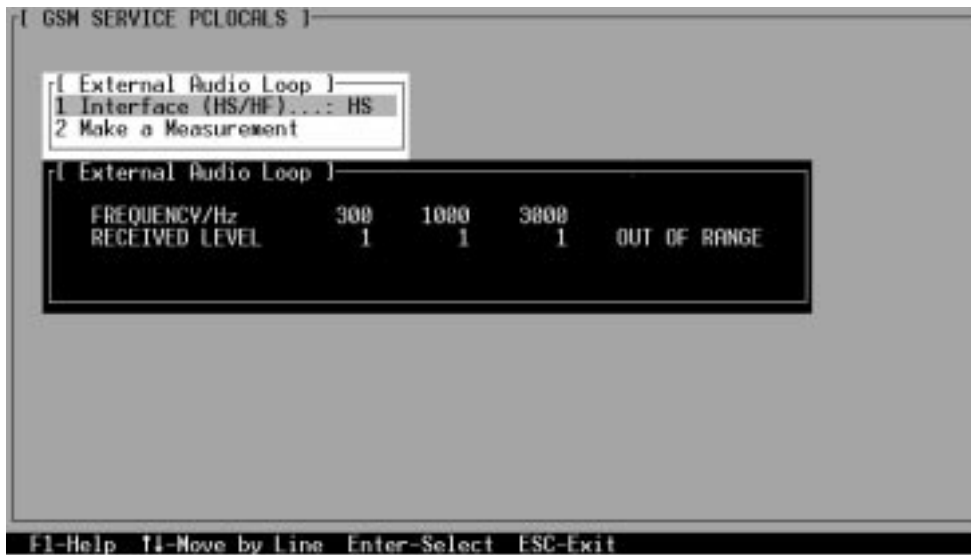 [ GSM SERVICE PCLOCALS ]
[ External Audio Loop ]
1 Interface (HS/HF)...: HS
2 Make a Measurement
[ External Audio Loop ]
FREQUENCY/Hz 300 1000 3000
RECEIVED LEVEL 1 1 1 OUT OF RANGE
F1-Help ↑↓-Move by Line Enter-Select ESC-Exit